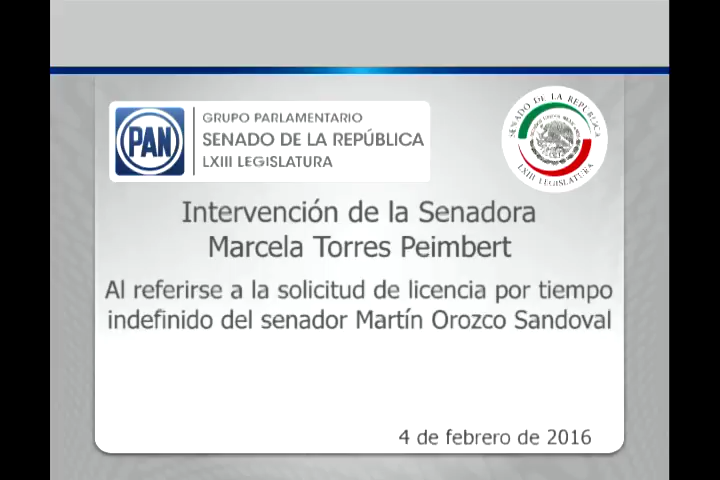 PAN
GRUPO PARLAMENTARIO
SENADO DE LA REPÚBLICA
LXIII LEGISLATURA
SENADO DE LA REPÚBLICA
LXIII LEGISLATURA
Intervención de la Senadora
Marcela Torres Peimbert
Al referirse a la solicitud de licencia por tiempo
indefinido del senador Martín Orozco Sandoval
4 de febrero de 2016